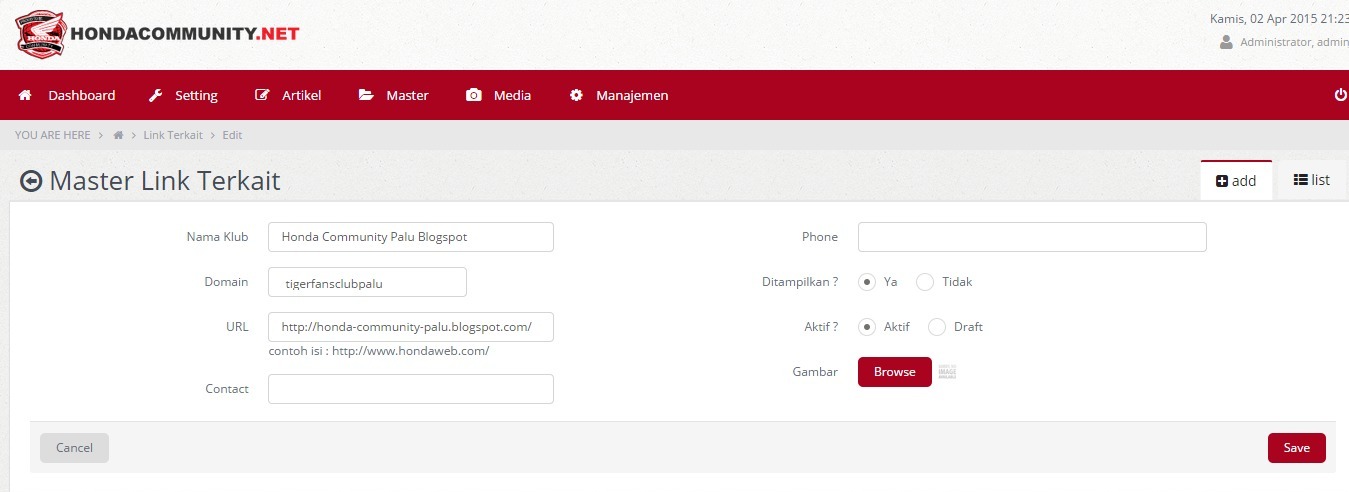 HONDACOMMUNITY.NET
Kamis, 02 Apr 2015 21:23
Administrator, admin
Dashboard Setting Artikel Master Media Manajemen
YOU ARE HERE > > Link Terkait > Edit
Master Link Terkait
add list
Nama Klub Honda Community Palu Blogspot
Phone
Domain tigerfansclubpalu
Ditampilkan ? Ya Tidak
URL http://honda-community-palu.blogspot.com/
contoh isi : http://www.hondaweb.com/
Aktif ? Aktif Draft
Gambar Browse
Contact
Cancel Save